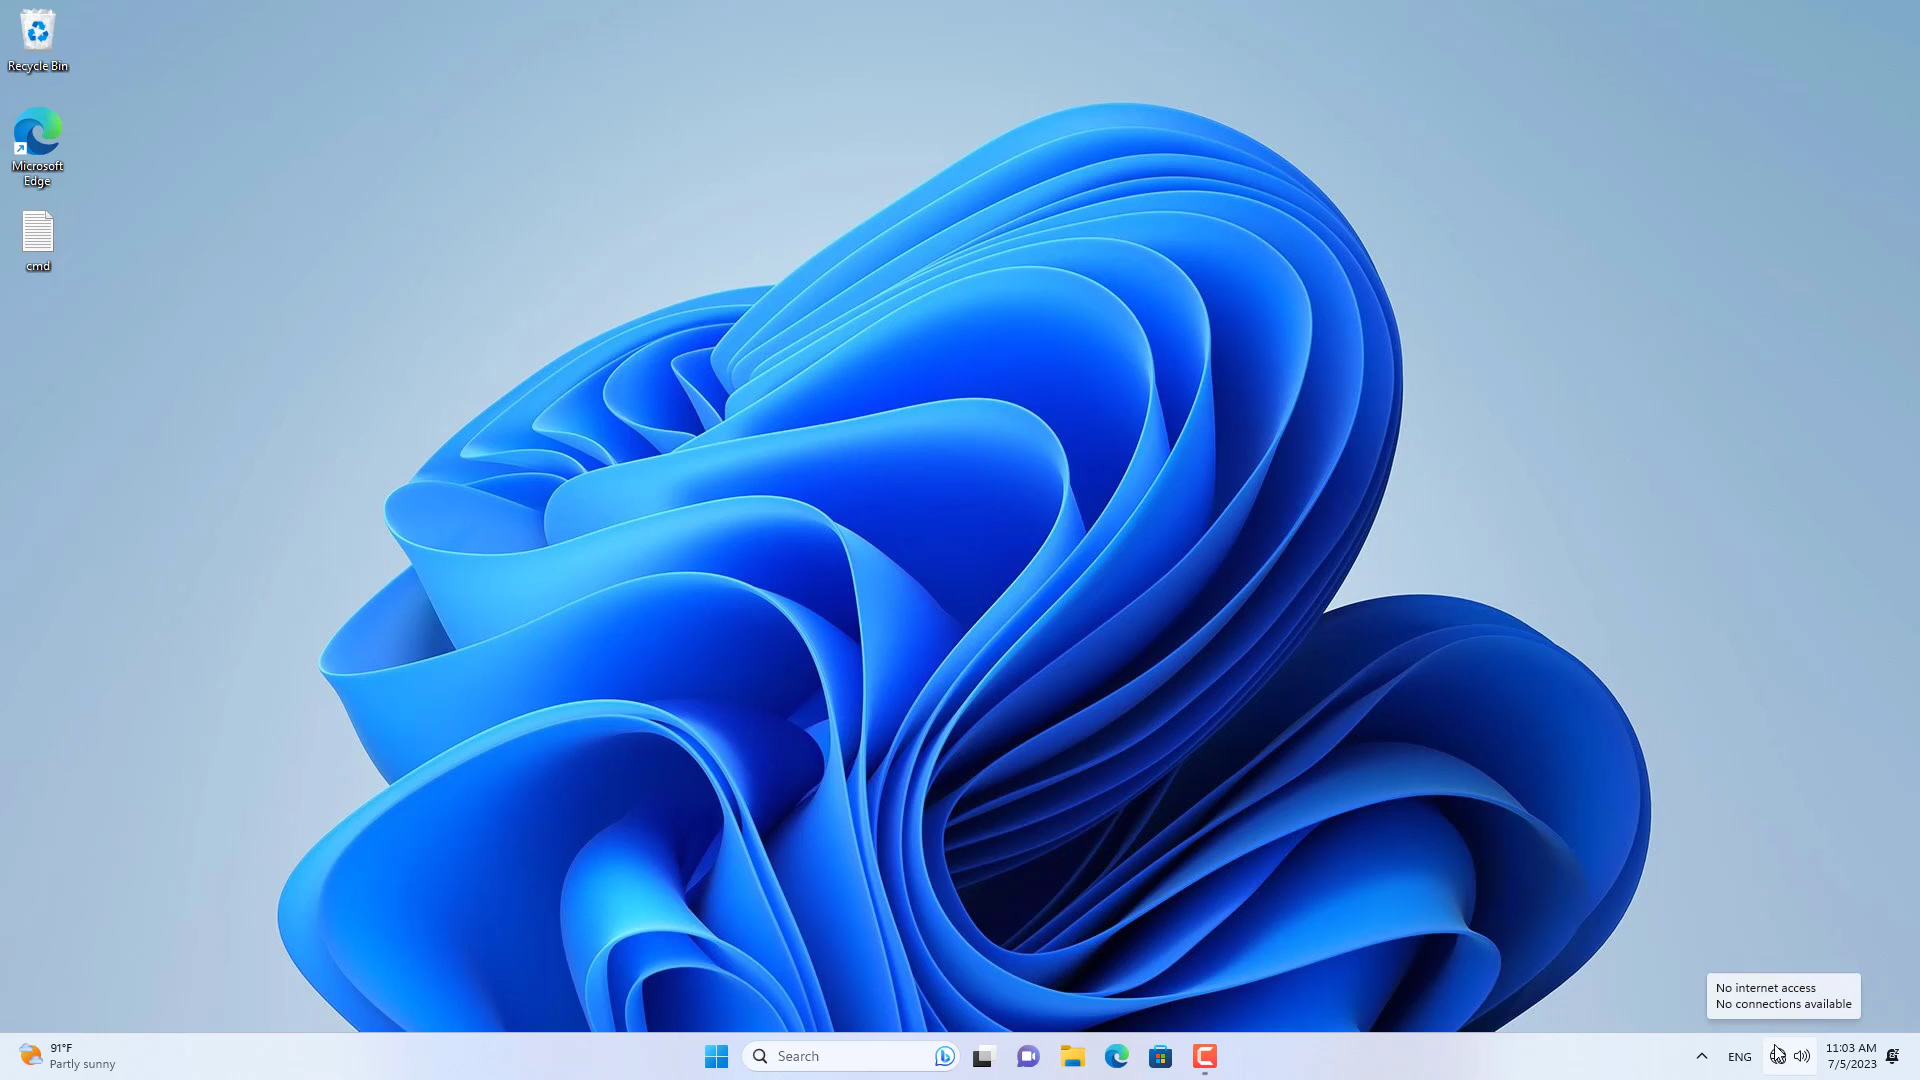 Recycle Bin
Microsoft
Edge
cmd
No internet access
No connections available
91°F
Partly sunny
Search
ENG
11:03 AM
7/5/2023